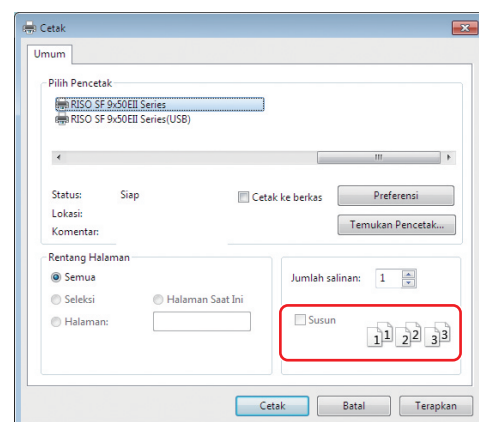 Cetak
Umum
Pilih Pencetak
RISO SF 9x50EII Series
RISO SF 9x50EII Series(USB)
Status: Siap
Cetak ke berkas
Preferensi
Lokasi:
Komentar:
Temukan Pencetak...
Rentang Halaman
Semua
Jumlah salinan: 1
Seleksi
Halaman Saat Ini
Halaman:
Susun
1 1 2 2 3 3
Cetak
Batal
Terapkan